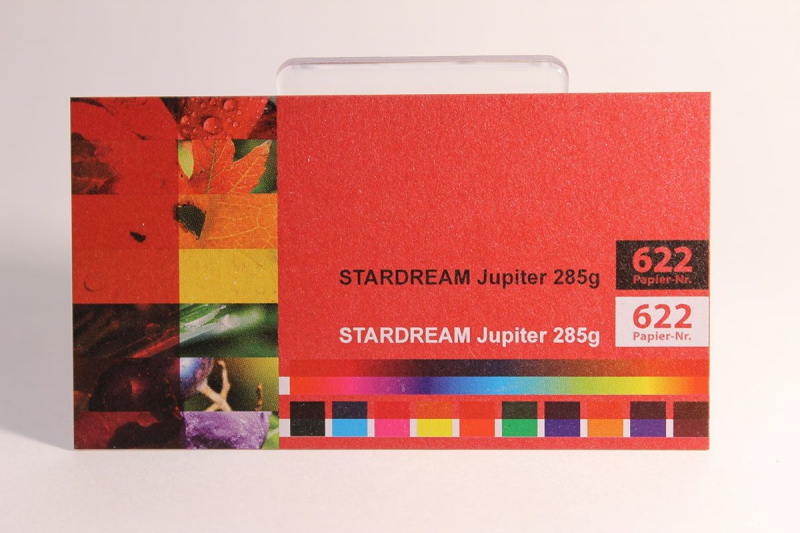 STARDREAM Jupiter 285g
622
Papier-Nr.
STARDREAM Jupiter 285g
622
Papier-Nr.